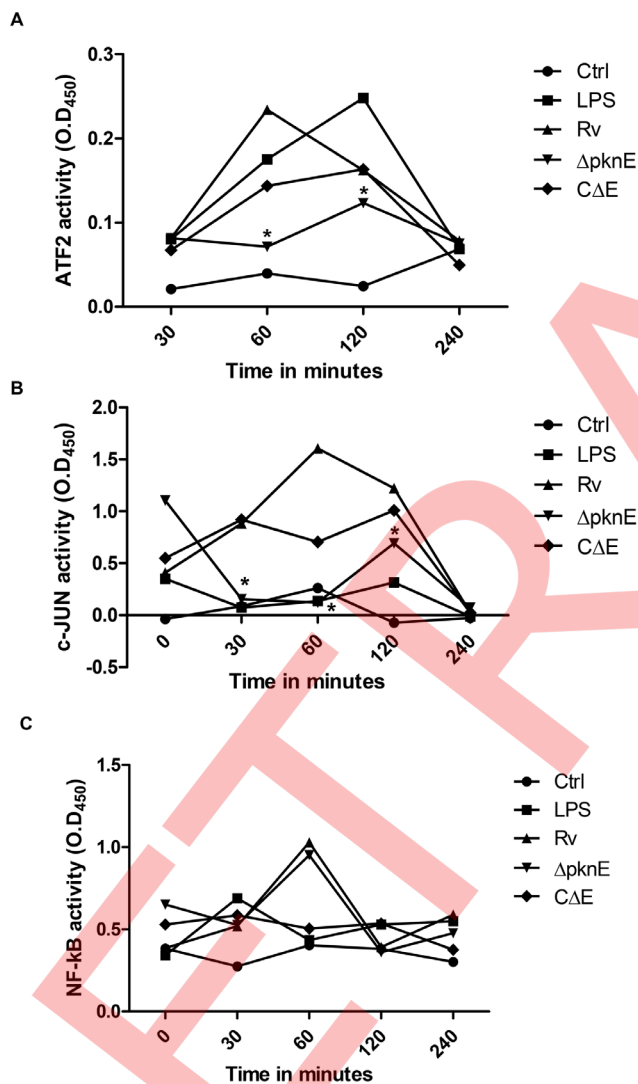 A
ATF2 activity (O.D450)
0.3
0.2
0.1
0.0
30
60
120
240
Time in minutes
*
*
Ctrl
LPS
Rv
ΔpknE
CΔE
B
c-JUN activity (O.D450)
2.0
1.5
1.0
0.5
0.0
-0.5
0
30
60
120
240
Time in minutes
*
*
*
Ctrl
LPS
Rv
ΔpknE
CΔE
C
NF-kB activity (O.D450)
1.5
1.0
0.5
0.0
0
30
60
120
240
Time in minutes
Ctrl
LPS
Rv
ΔpknE
CΔE
ETRA